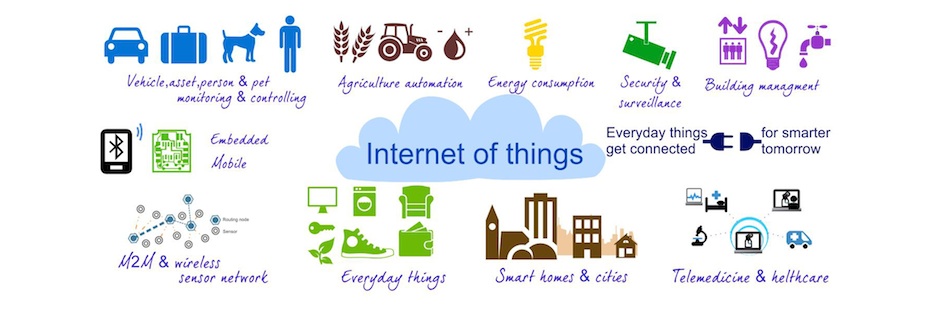 Vehicle,asset,person & pet
monitoring & controlling
Agriculture automation
Energy consumption
Security &
surveillance
Building managment
Embedded
Mobile
Internet of things
Everyday things
get connected
for smarter
tomorrow
Routing node
Sensor
M2M & wireless
sensor network
Everyday things
Smart homes & cities
Telemedicine & helthcare